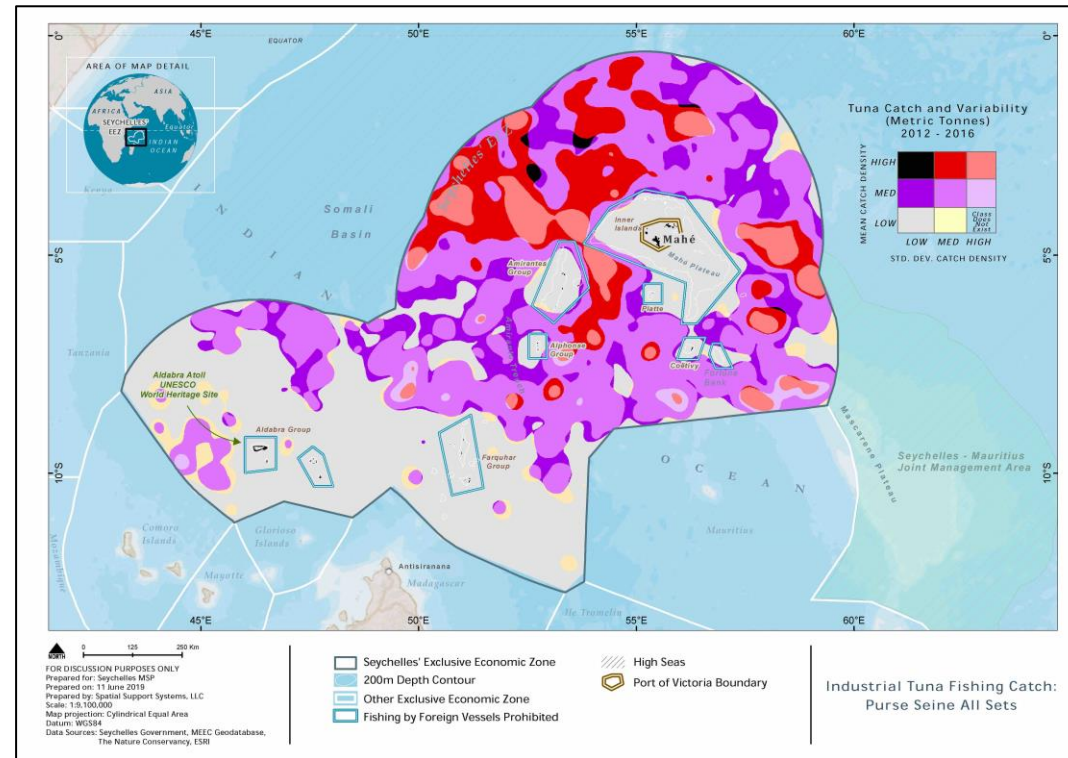 45°E
50°E
55°E
60°E
0°
EQUATOR
0°
AREA OF MAP DETAIL
ASIA
AFRICA
SEYCHELLES'
EEZ
Equator
INDIAN
OCEAN
Kenya
Tuna Catch and Variability
(Metric Tonnes)
2012 - 2016
MEAN CATCH DENSITY
HIGH
MED
LOW
Class
Does
Not
Exist
LOW MED HIGH
STD. DEV. CATCH DENSITY
Seychelles' EEZ
Somali
Basin
INDIAN
Inner
Islands
Mahé
Mahé Plateau
5°S
5°S
Amirantes
Group
Platte
Alphonse
Group
Coëtivy
Fortune
Bank
Tanzania
Aldabra Atoll
UNESCO
World Heritage Site
Aldabra Group
Farquhar
Group
OCEAN
Mascarene Plateau
Seychelles - Mauritius
Joint Management Area
10°S
10°S
Comoro
Islands
Glorioso
Islands
Mauritius
Mozambique
Mayotte
Antisiranana
Madagascar
Ile Tromelin
45°E
50°E
55°E
60°E
NORTH
0 125 250 Km
FOR DISCUSSION PURPOSES ONLY
Prepared for: Seychelles MSP
Prepared on: 11 June 2019
Prepared by: Spatial Support Systems, LLC
Scale: 1:9,100,000
Map projection: Cylindrical Equal Area
Datum: WGS84
Data Sources: Seychelles Government, MEEC Geodatabase,
The Nature Conservancy, ESRI
Seychelles' Exclusive Economic Zone
200m Depth Contour
Other Exclusive Economic Zone
Fishing by Foreign Vessels Prohibited
High Seas
Port of Victoria Boundary
Industrial Tuna Fishing Catch:
Purse Seine All Sets